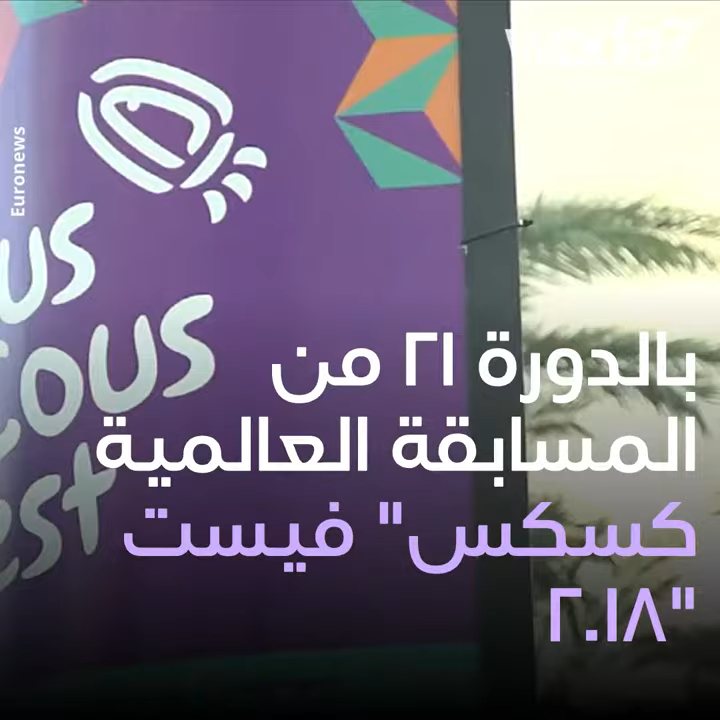 Euronews
us
cous
est
بالدورة ٢١ من
المسابقة العالمية
كسكس" فيست
"٢٠١٨